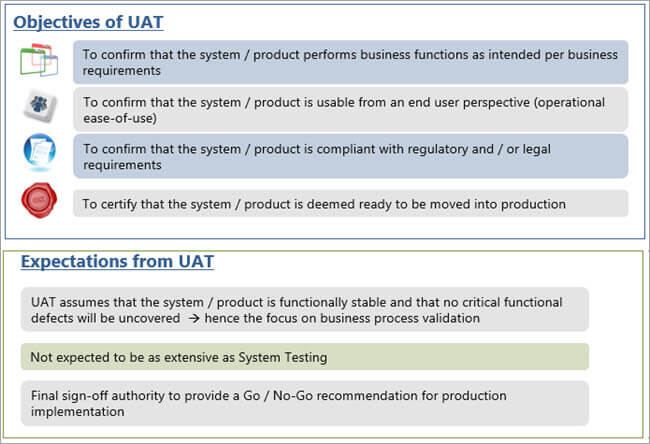 Objectives of UAT
To confirm that the system / product performs business functions as intended per business
requirements
To confirm that the system / product is usable from an end user perspective (operational
ease-of-use)
To confirm that the system / product is compliant with regulatory and / or legal
requirements
To certify that the system / product is deemed ready to be moved into production
Expectations from UAT
UAT assumes that the system / product is functionally stable and that no critical functional
defects will be uncovered → hence the focus on business process validation
Not expected to be as extensive as System Testing
Final sign-off authority to provide a Go / No-Go recommendation for production
implementation